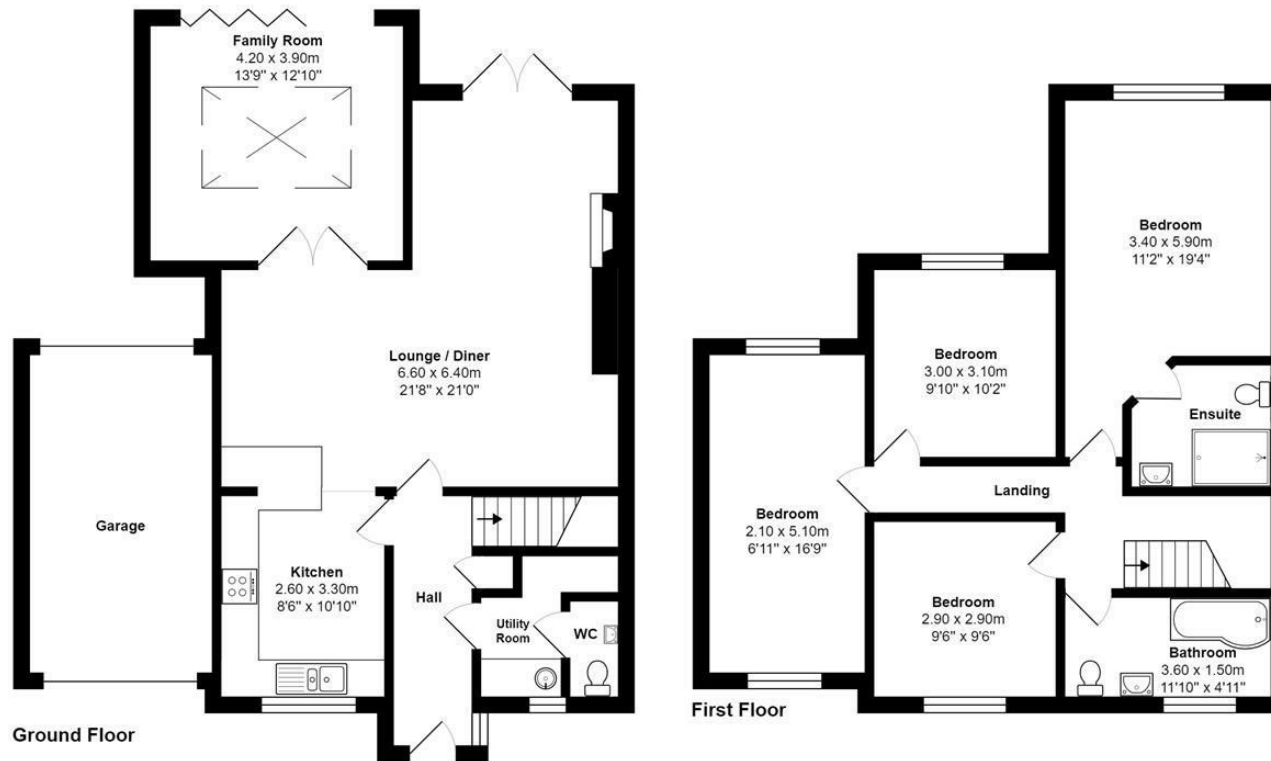 Family Room
4.20 x 3.90m
13'9" x 12'10"
Lounge / Diner
6.60 x 6.40m
21'8" x 21'0"
Garage
Kitchen
2.60 x 3.30m
8'6" x 10'10"
Hall
Utility
Room
WC
Ground Floor
Bedroom
3.40 x 5.90m
11'2" x 19'4"
Bedroom
3.00 x 3.10m
9'10" x 10'2"
Ensuite
Landing
Bedroom
2.10 x 5.10m
6'11" x 16'9"
Bedroom
2.90 x 2.90m
9'6" x 9'6"
Bathroom
3.60 x 1.50m
11'10" x 4'11"
First Floor